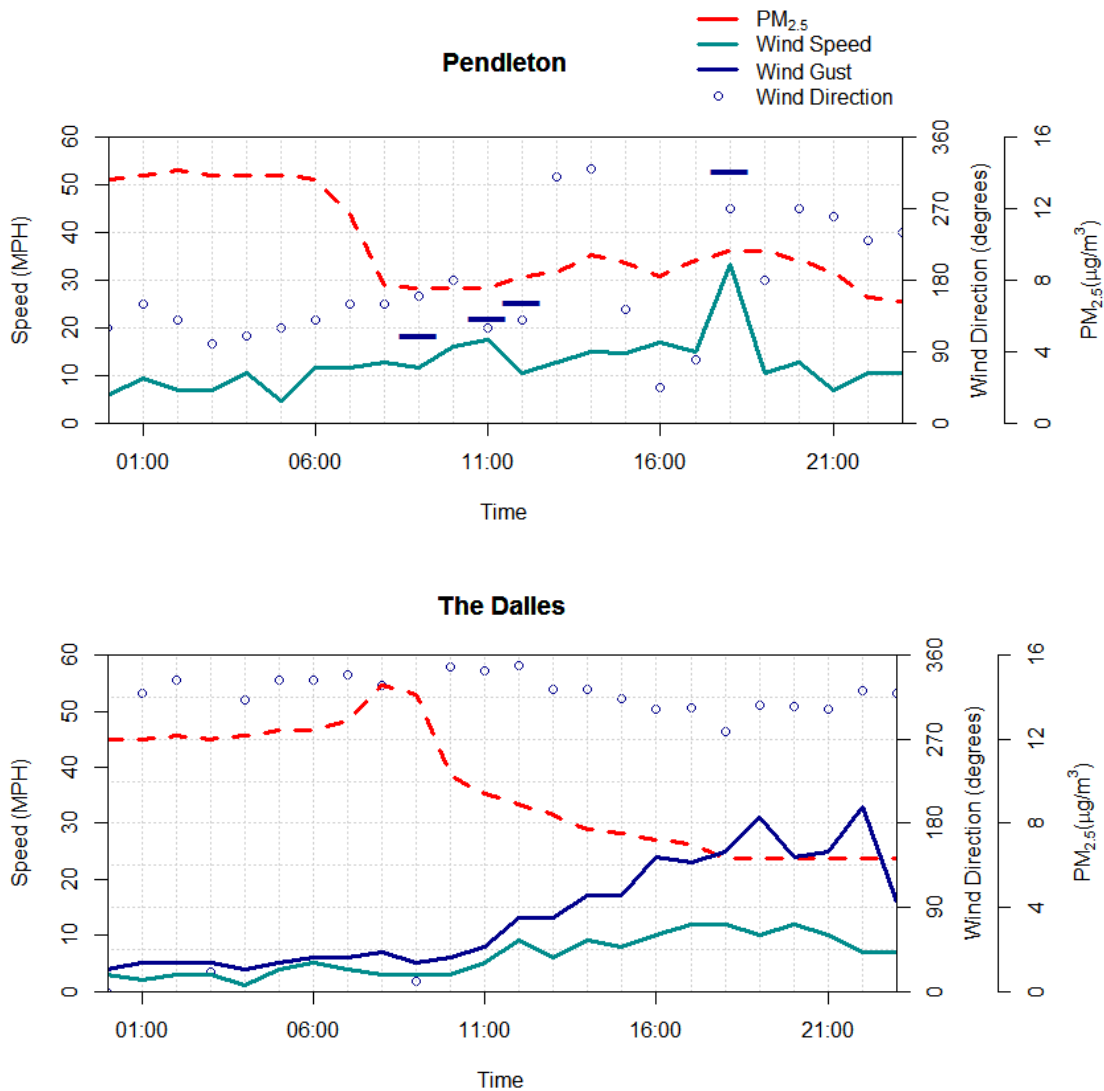 PM2.5
Wind Speed
Wind Gust
Wind Direction
Pendleton
Speed (MPH)
0
10
20
30
40
50
60
01:00 06:00 11:00 16:00 21:00
Time
0
90
180
270
360
Wind Direction (degrees)
0
4
8
12
16
PM2.5(μg/m³)
The Dalles
Speed (MPH)
0
10
20
30
40
50
60
01:00 06:00 11:00 16:00 21:00
Time
0
90
180
270
360
Wind Direction (degrees)
0
4
8
12
16
PM2.5(μg/m³)